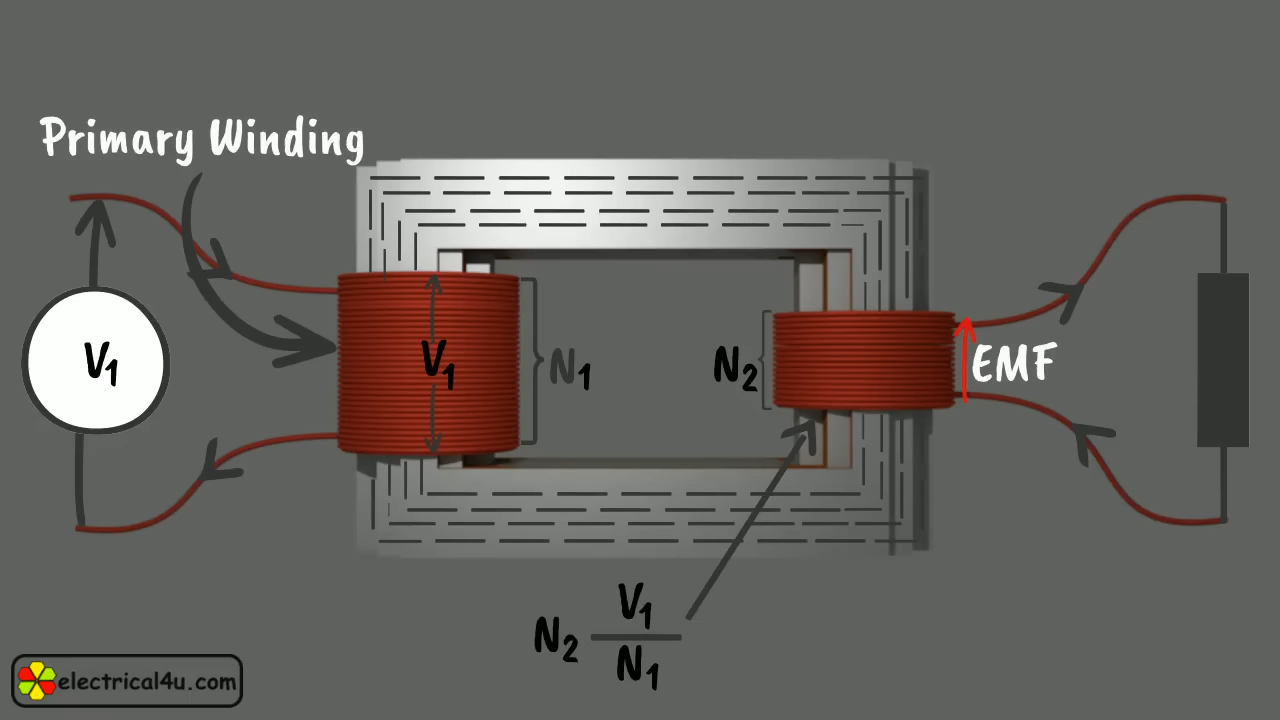 Primary Winding
V₁
V₁
N₁
N₂
EMF
N₂ V₁
N₁
electrical4u.com